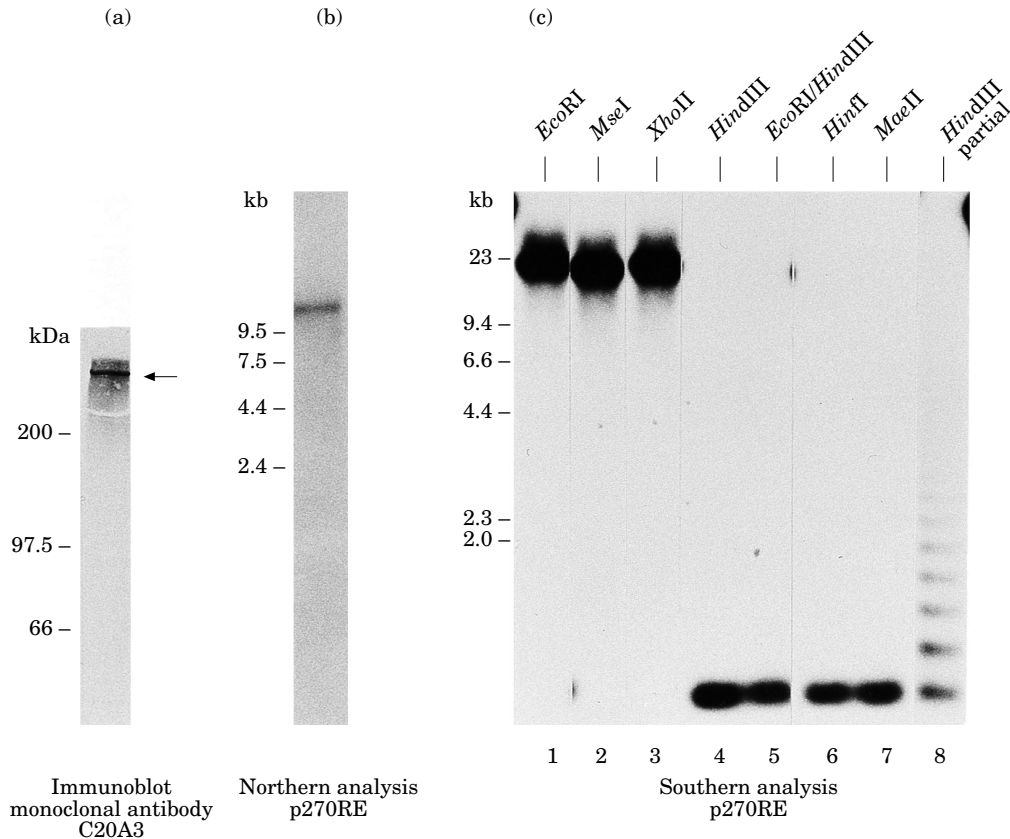 (a)
(b)
(c)
EcoRI
MseI
XhoII
HindIII
EcoRI/HindIII
HinfI
MaeII
HindIII
partial
kDa
200 –
97.5 –
66 –
kb
9.5 –
7.5 –
4.4 –
2.4 –
kb
23 –
9.4 –
6.6 –
4.4 –
2.3 –
2.0 –
1 2 3 4 5 6 7 8
Immunoblot
monoclonal antibody
C20A3
Northern analysis
p270RE
Southern analysis
p270RE